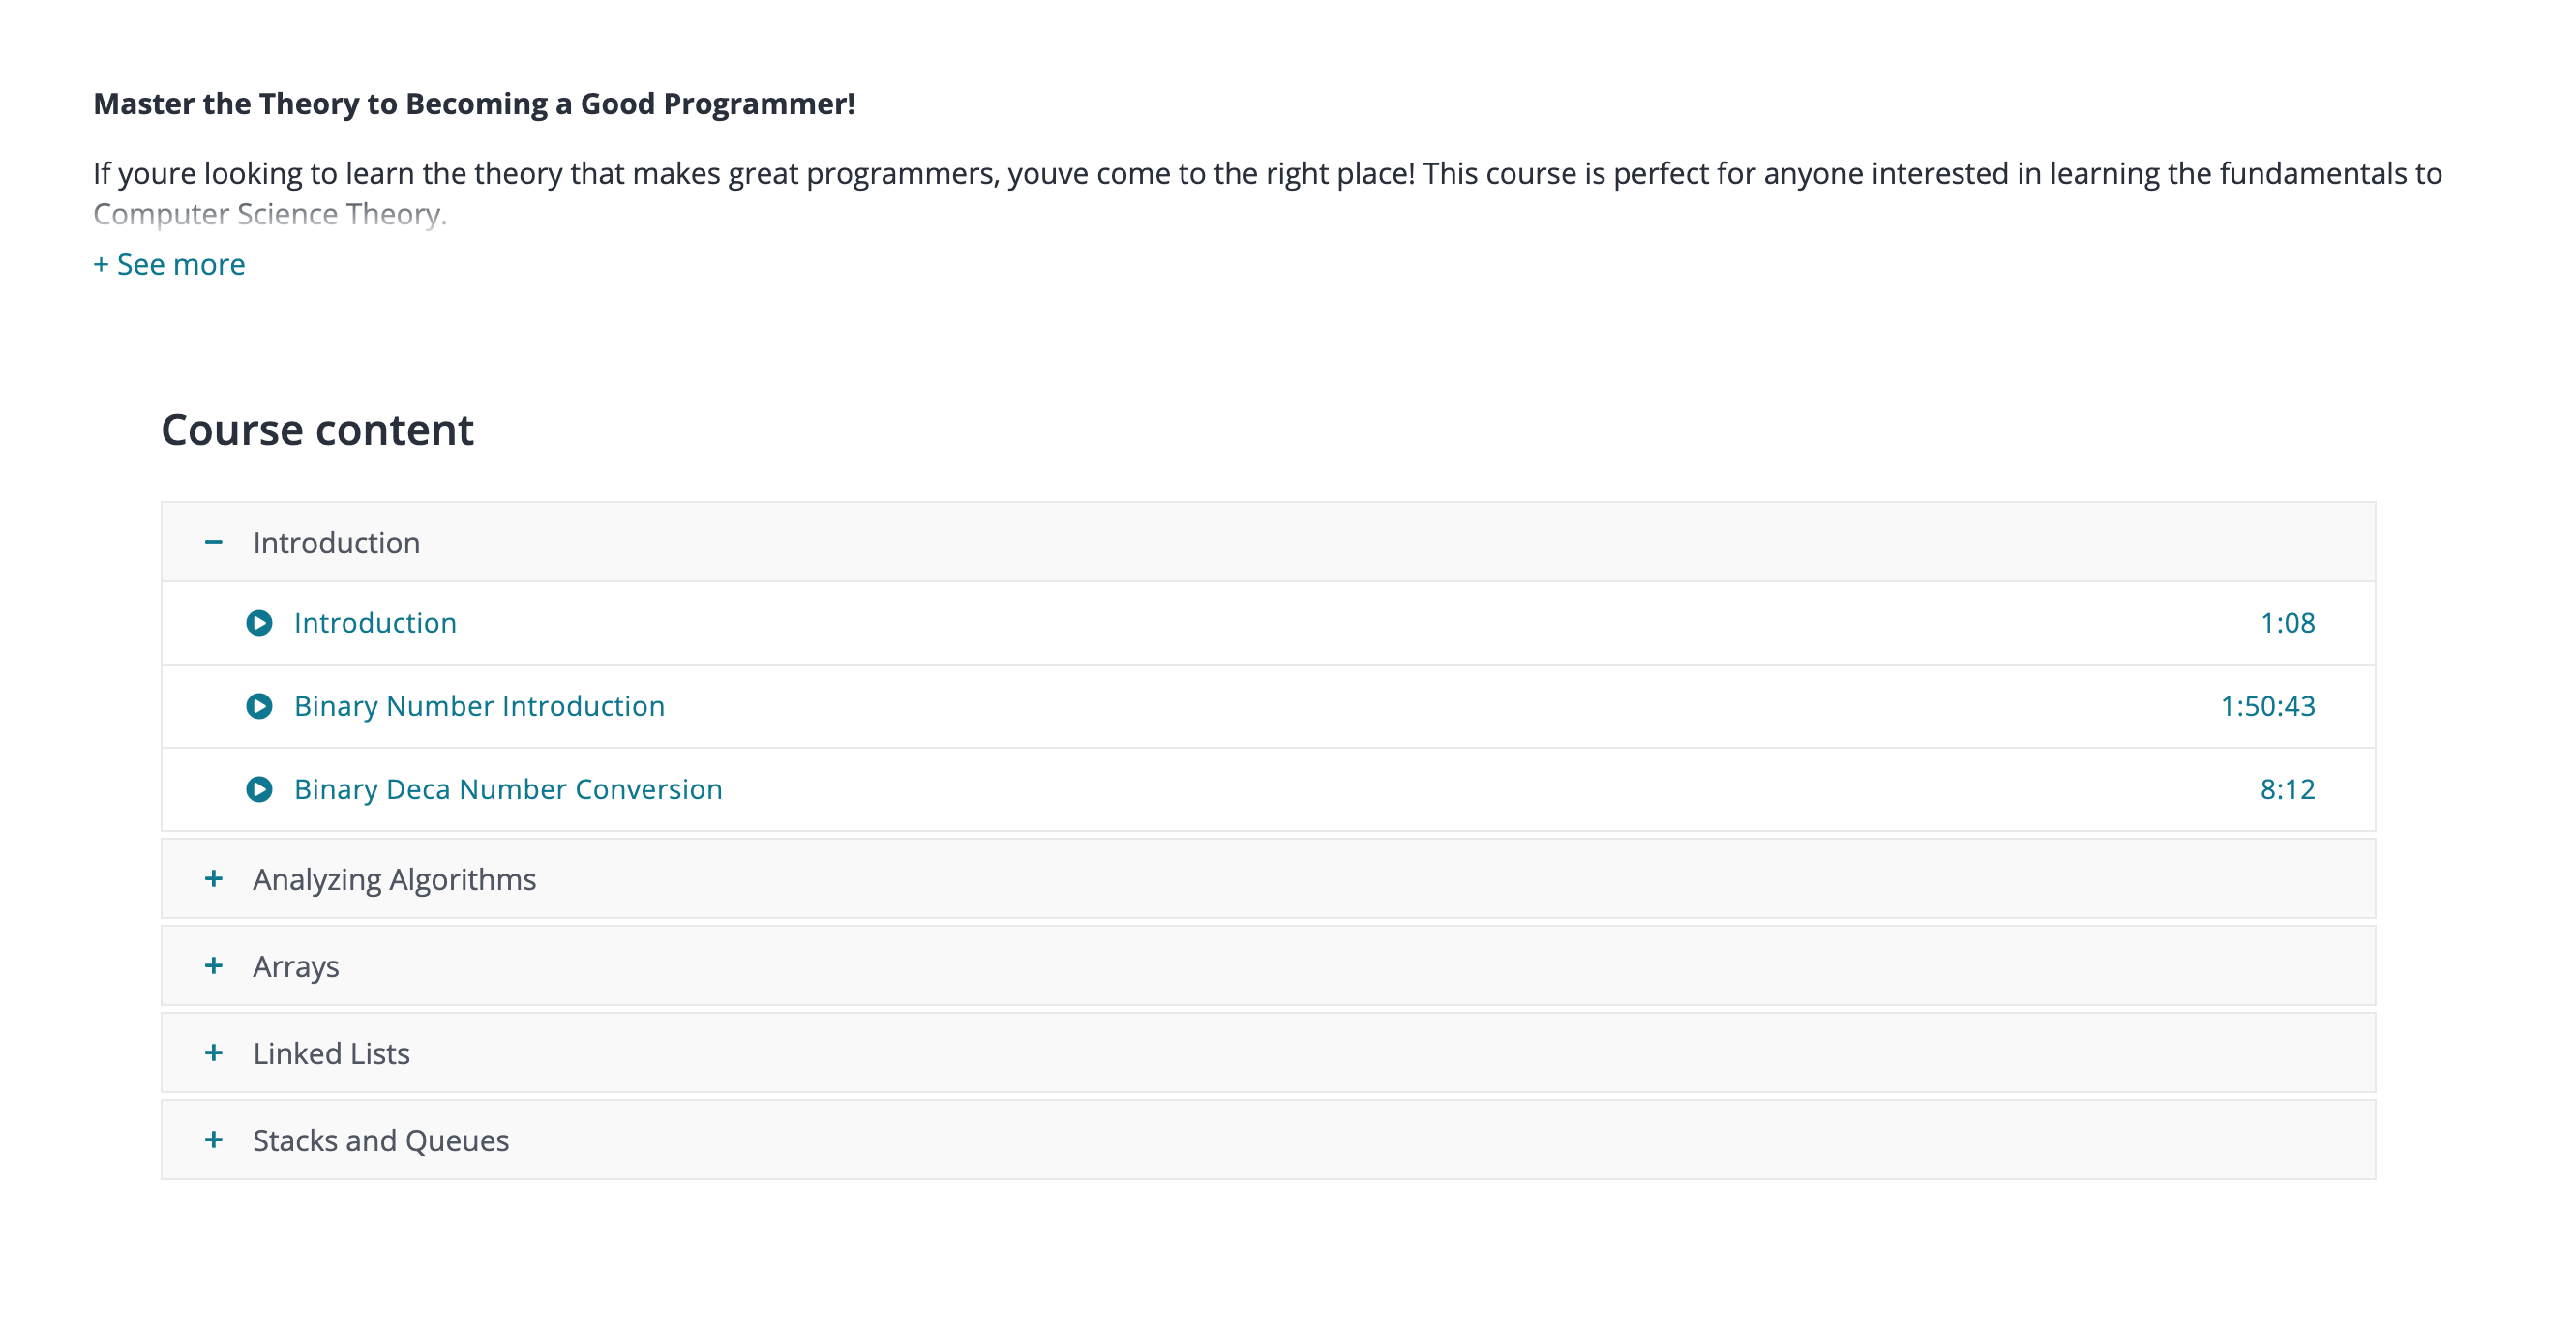 Master the Theory to Becoming a Good Programmer!
If youre looking to learn the theory that makes great programmers, youve come to the right place! This course is perfect for anyone interested in learning the fundamentals to
Computer Science Theory.
+ See more
Course content
− Introduction
Introduction 1:08
Binary Number Introduction 1:50:43
Binary Deca Number Conversion 8:12
+ Analyzing Algorithms
+ Arrays
+ Linked Lists
+ Stacks and Queues